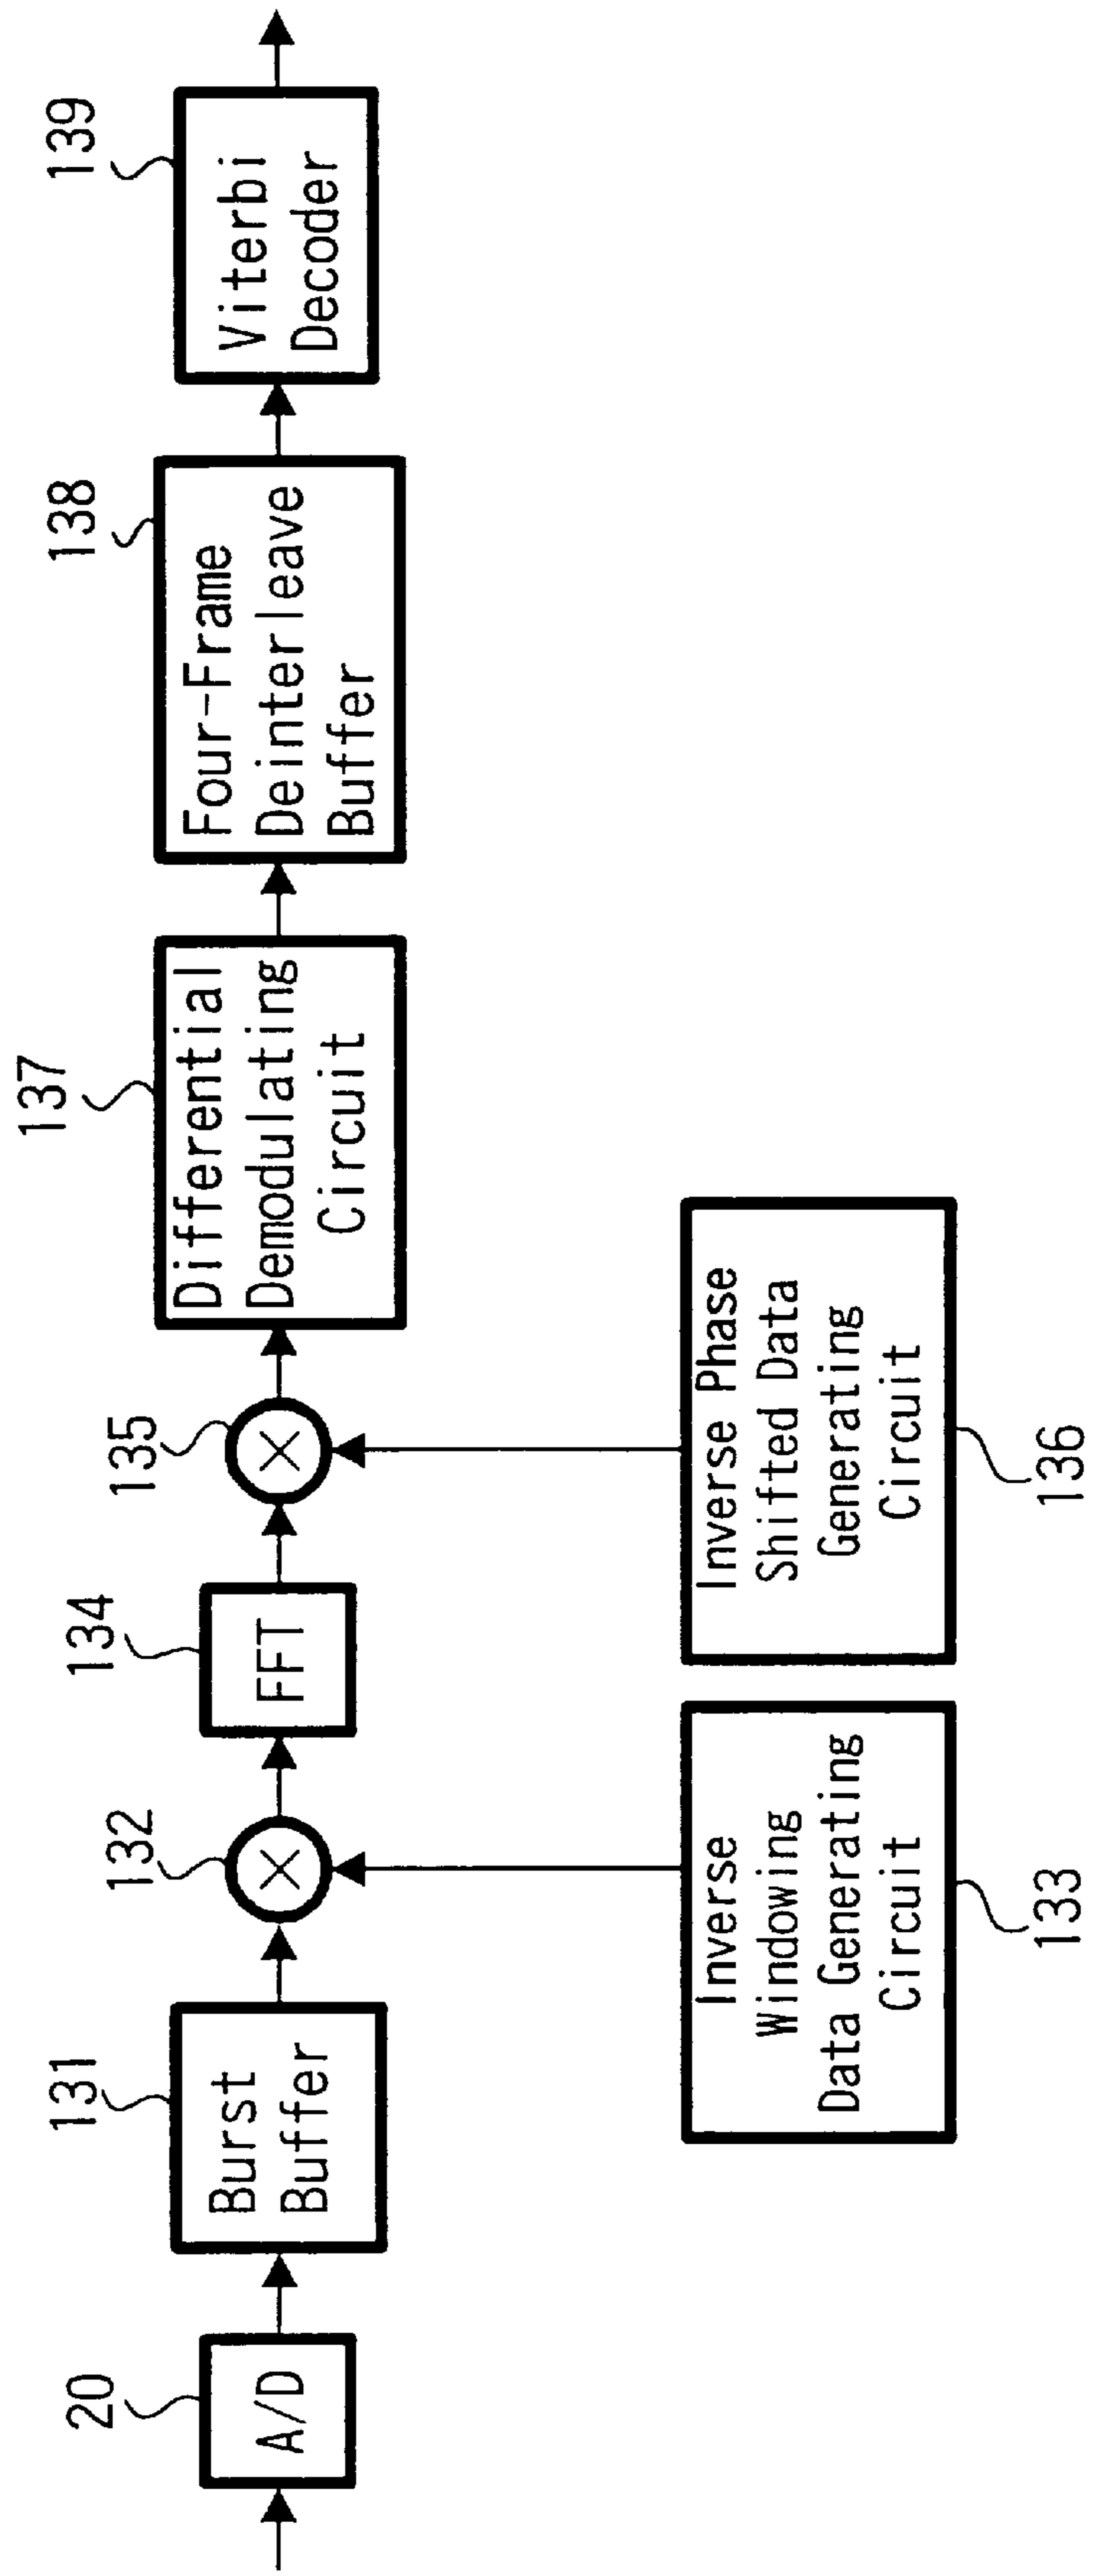 20
A/D
131
Burst
Buffer
132
134
FFT
135
137
Differential
Demodulating
Circuit
138
Four-Frame
Deinterleave
Buffer
139
Viterbi
Decoder
Inverse
Windowing
Data Generating
Circuit
133
Inverse Phase
Shifted Data
Generating
Circuit
136